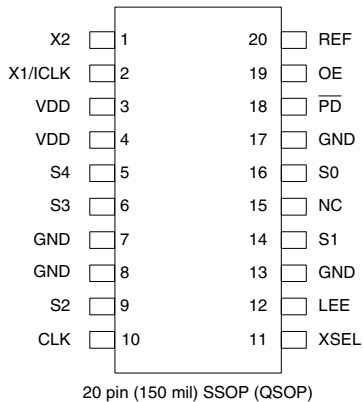 X2 1 20 REF
X1/ICLK 2 19 OE
VDD 3 18 PD
VDD 4 17 GND
S4 5 16 S0
S3 6 15 NC
GND 7 14 S1
GND 8 13 GND
S2 9 12 LEE
CLK 10 11 XSEL
20 pin (150 mil) SSOP (QSOP)